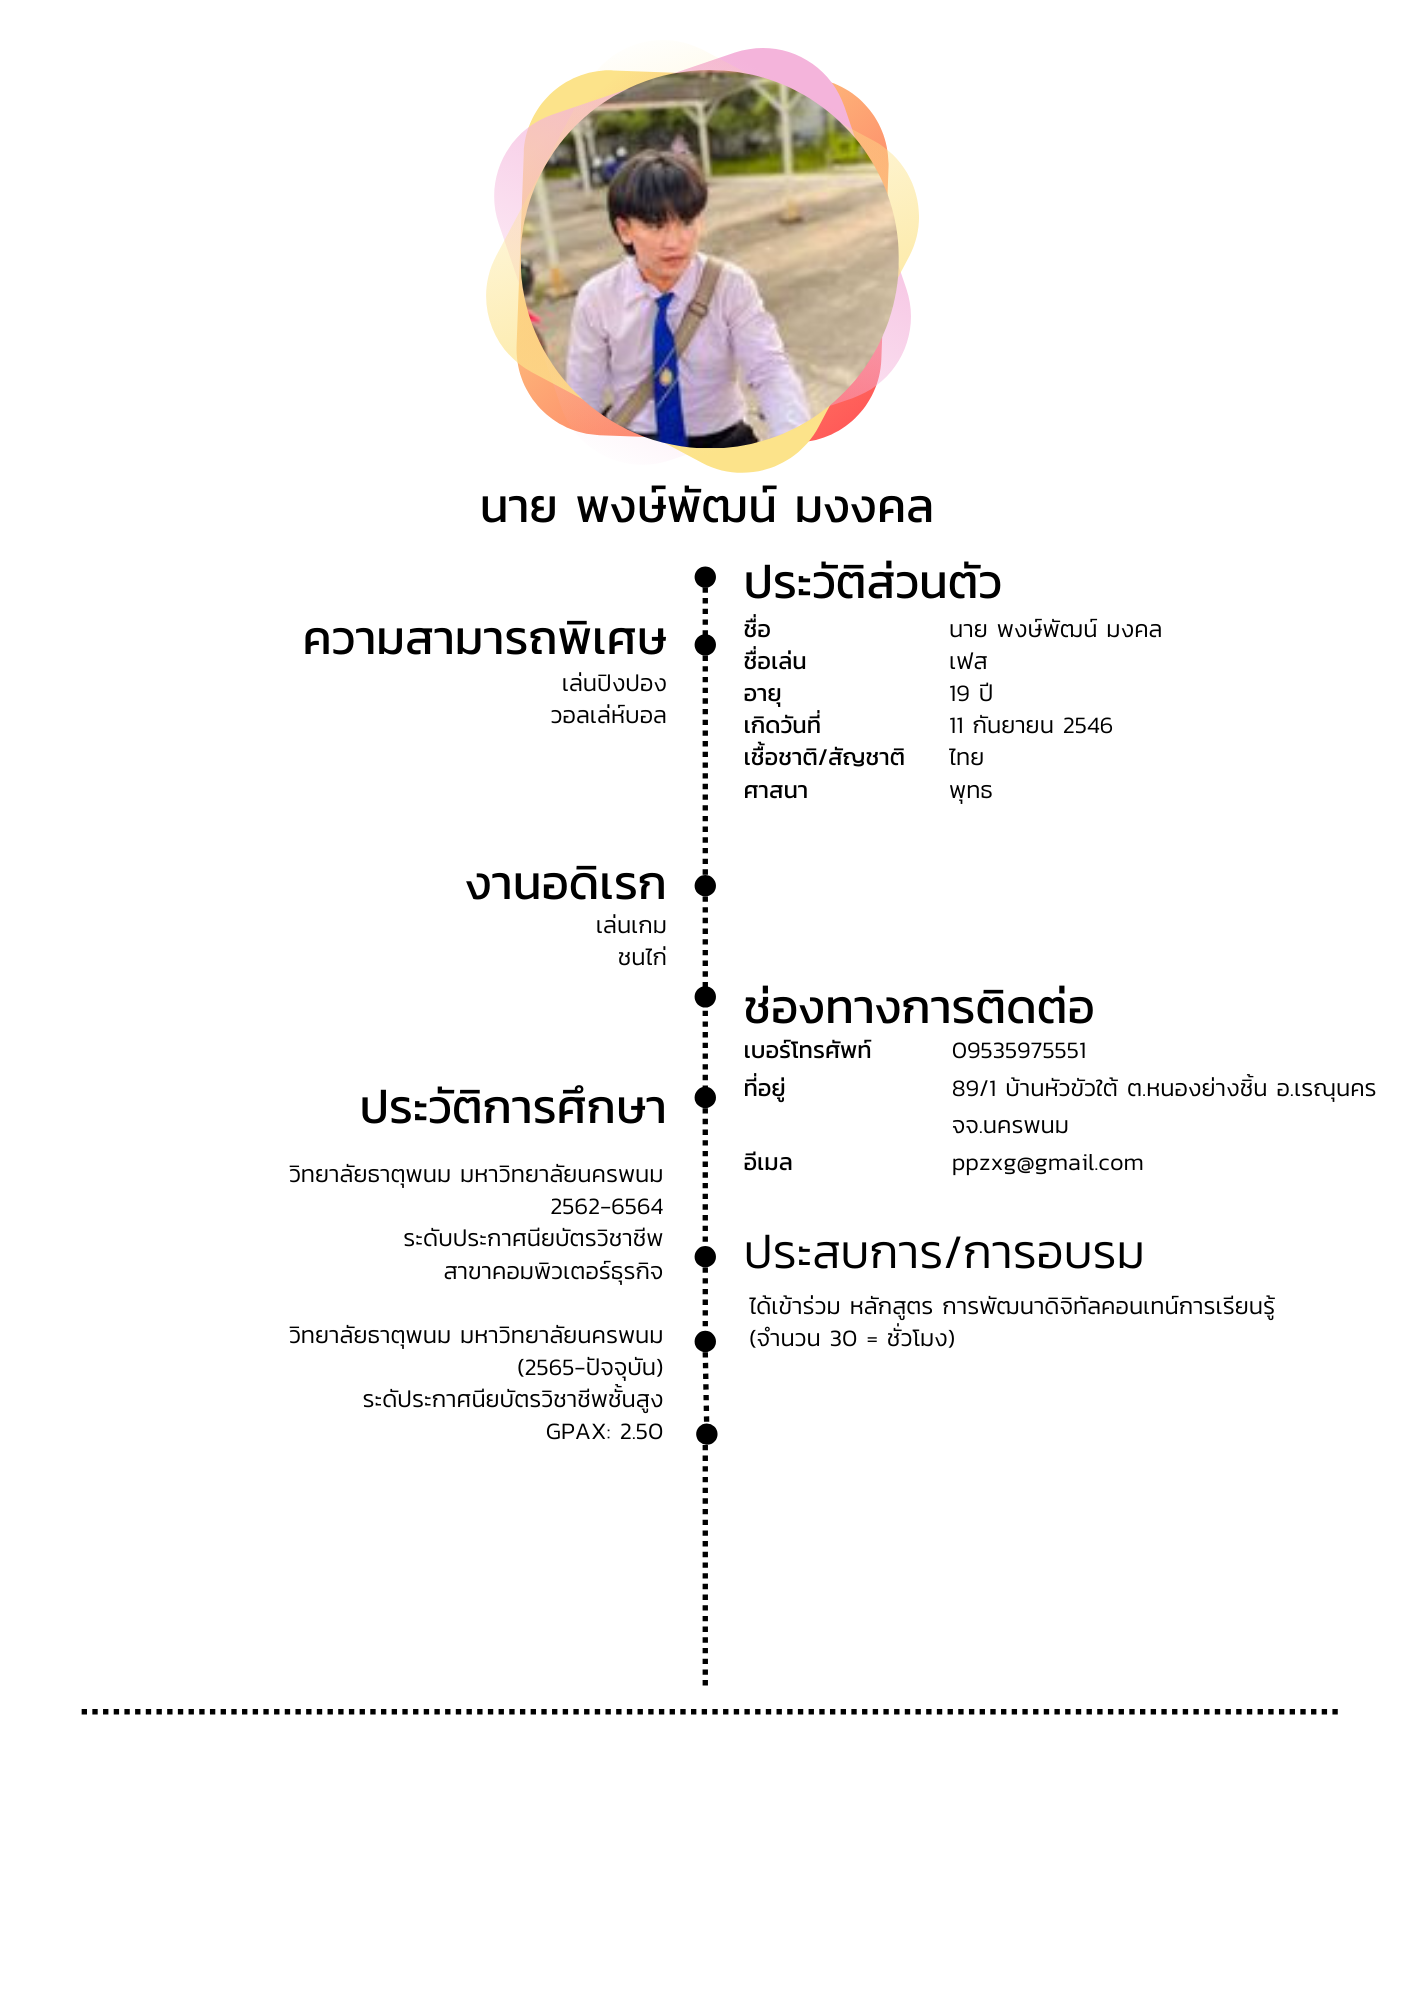 นาย พงษ์พัฒน์ มงงคล
ความสามารถพิเศษ
เล่นปิงปอง
วอลเล่ห์บอล
งานอดิเรก
เล่นเกม
ชนไก่
ประวัติการศึกษา
วิทยาลัยธาตุพนม มหาวิทยาลัยนครพนม
2562-6564
ระดับประกาศนียบัตรวิชาชีพ
สาขาคอมพิวเตอร์ธุรกิจ
วิทยาลัยธาตุพนม มหาวิทยาลัยนครพนม
(2565-ปัจจุบัน)
ระดัประกาศนียบัตรวิชาชีพชั้นสูง
GPAX: 2.50
ประวัติส่วนตัว
ชื่อ นาย พงษ์พัฒน์ มงคล
ชื่อเล่น เฟส
อายุ 19 ปี
เกิดวันที่ 11 กันยายน 2546
เชื้อชาติ/สัญชาติ ไทย
ศาสนา พุทธ
ช่องทางการติดต่อ
เบอร์โทรศัพท์ 09535975551
ที่อยู่ 89/1 บ้านหัวขัวใต้ ต.หนองย่างชิ้น อ.เรณุนคร
จจ.นครพนม
อีเมล ppzxg@gmail.com
ประสบการ/การอบรม
ได้เข้าร่วม หลักสูตร การพัฒนาดิจิทัลคอนเทน์การเรียนรู้
(จำนวน 30 = ชั่วโมง)